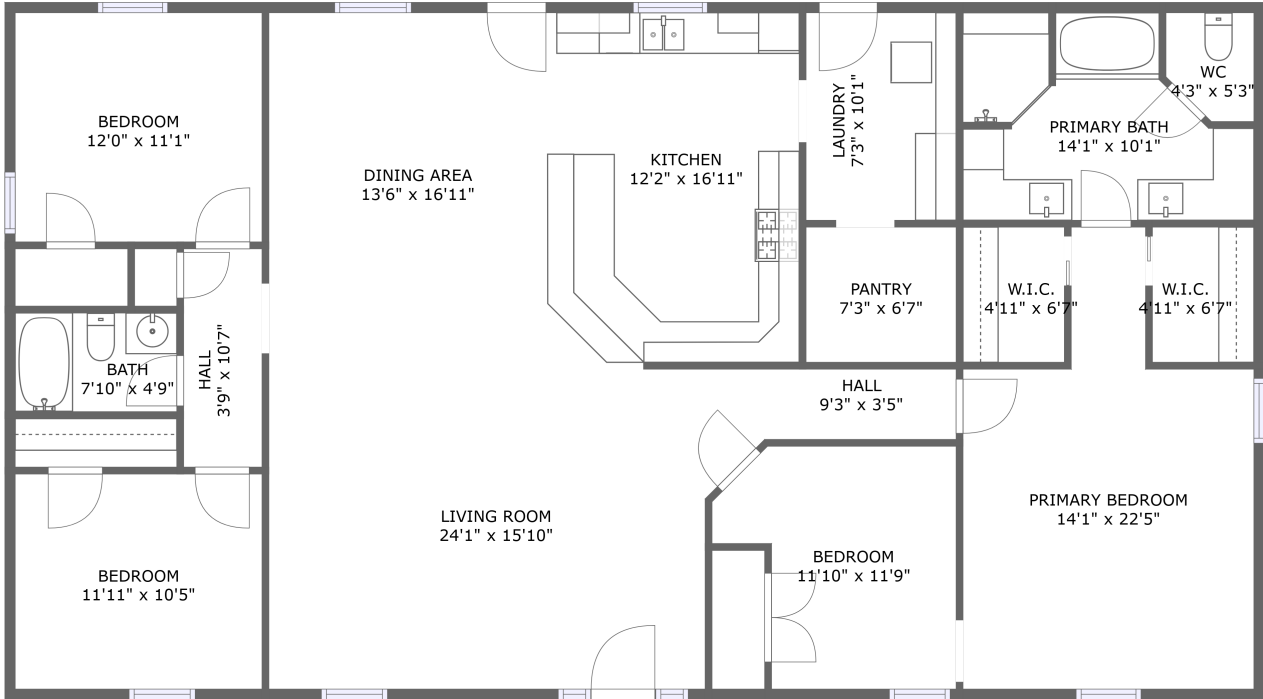 BEDROOM
12'0" x 11'1"
DINING AREA
13'6" x 16'11"
KITCHEN
12'2" x 16'11"
LAUNDRY
7'3" x 10'1"
WC
4'3" x 5'3"
PRIMARY BATH
14'1" x 10'1"
PANTRY
7'3" x 6'7"
W.I.C.
4'11" x 6'7"
W.I.C.
4'11" x 6'7"
BATH
7'10" x 4'9"
HALL
3'9" x 10'7"
HALL
9'3" x 3'5"
LIVING ROOM
24'1" x 15'10"
PRIMARY BEDROOM
14'1" x 22'5"
BEDROOM
11'11" x 10'5"
BEDROOM
11'10" x 11'9"